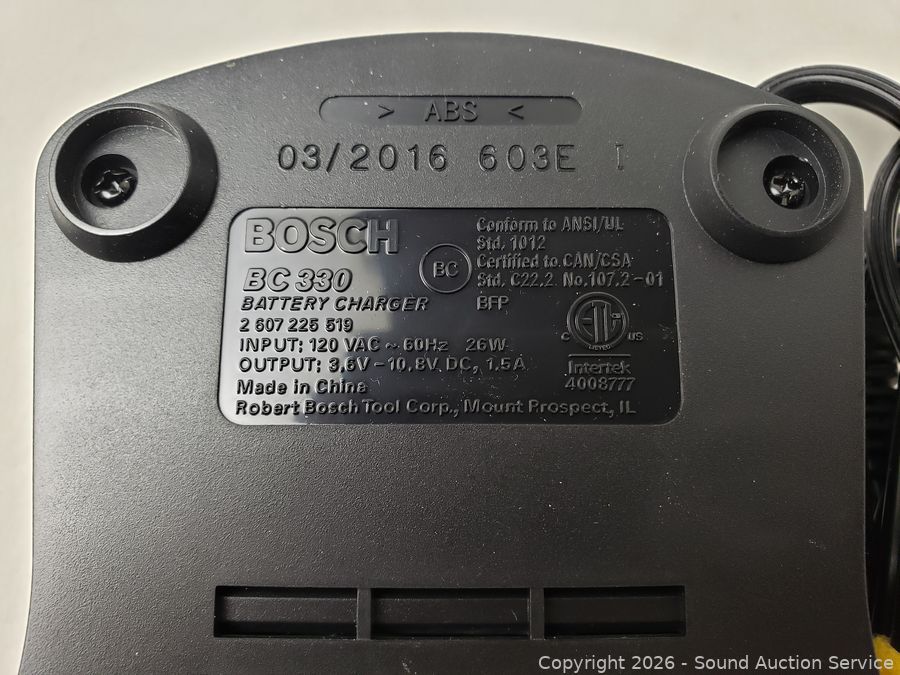 > ABS <
03/2016 603E I
BOSCH
BC 330
BATTERY CHARGER
2 607 225 519
INPUT: 120 VAC ~ 60Hz 26W
OUTPUT: 3,6V - 10,8V DC, 1.5A
Made in China
Robert Bosch Tool Corp., Mount Prospect, IL
BC
Conform to ANSI/UL
Std. 1012
Certified to CAN/CSA
Std. C22.2 No.107.2-01
BFP
C ETL US
LISTED
Intertek
4008777
Copyright 2026 - Sound Auction Service